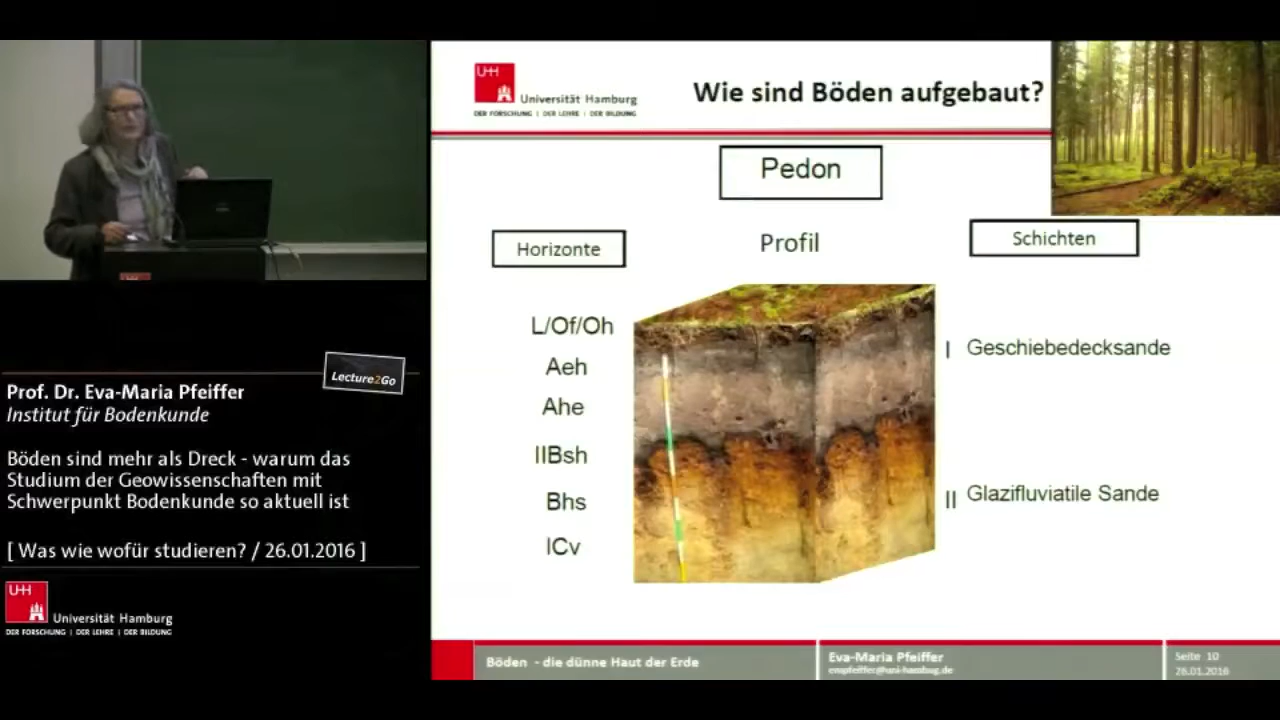 Prof. Dr. Eva-Maria Pfeiffer
Institut für Bodenkunde
Lecture2Go
Böden sind mehr als Dreck - warum das
Studium der Geowissenschaften mit
Schwerpunkt Bodenkunde so aktuell ist
[ Was wie wofür studieren? / 26.01.2016 ]
UH
Universität Hamburg
DER FORSCHUNG | DER LEHRE | DER BILDUNG
UH
Universität Hamburg
DER FORSCHUNG | DER LEHRE | DER BILDUNG
Wie sind Böden aufgebaut?
Pedon
Horizonte
Profil
Schichten
L/Of/Oh
Aeh
Ahe
IIBsh
Bhs
ICv
I Geschiebedecksande
II Glazifluviatile Sande
Böden - die dünne Haut der Erde
Eva-Maria Pfeiffer
empfeiffer@uni-hambug.de
Seite 10
26.01.2016